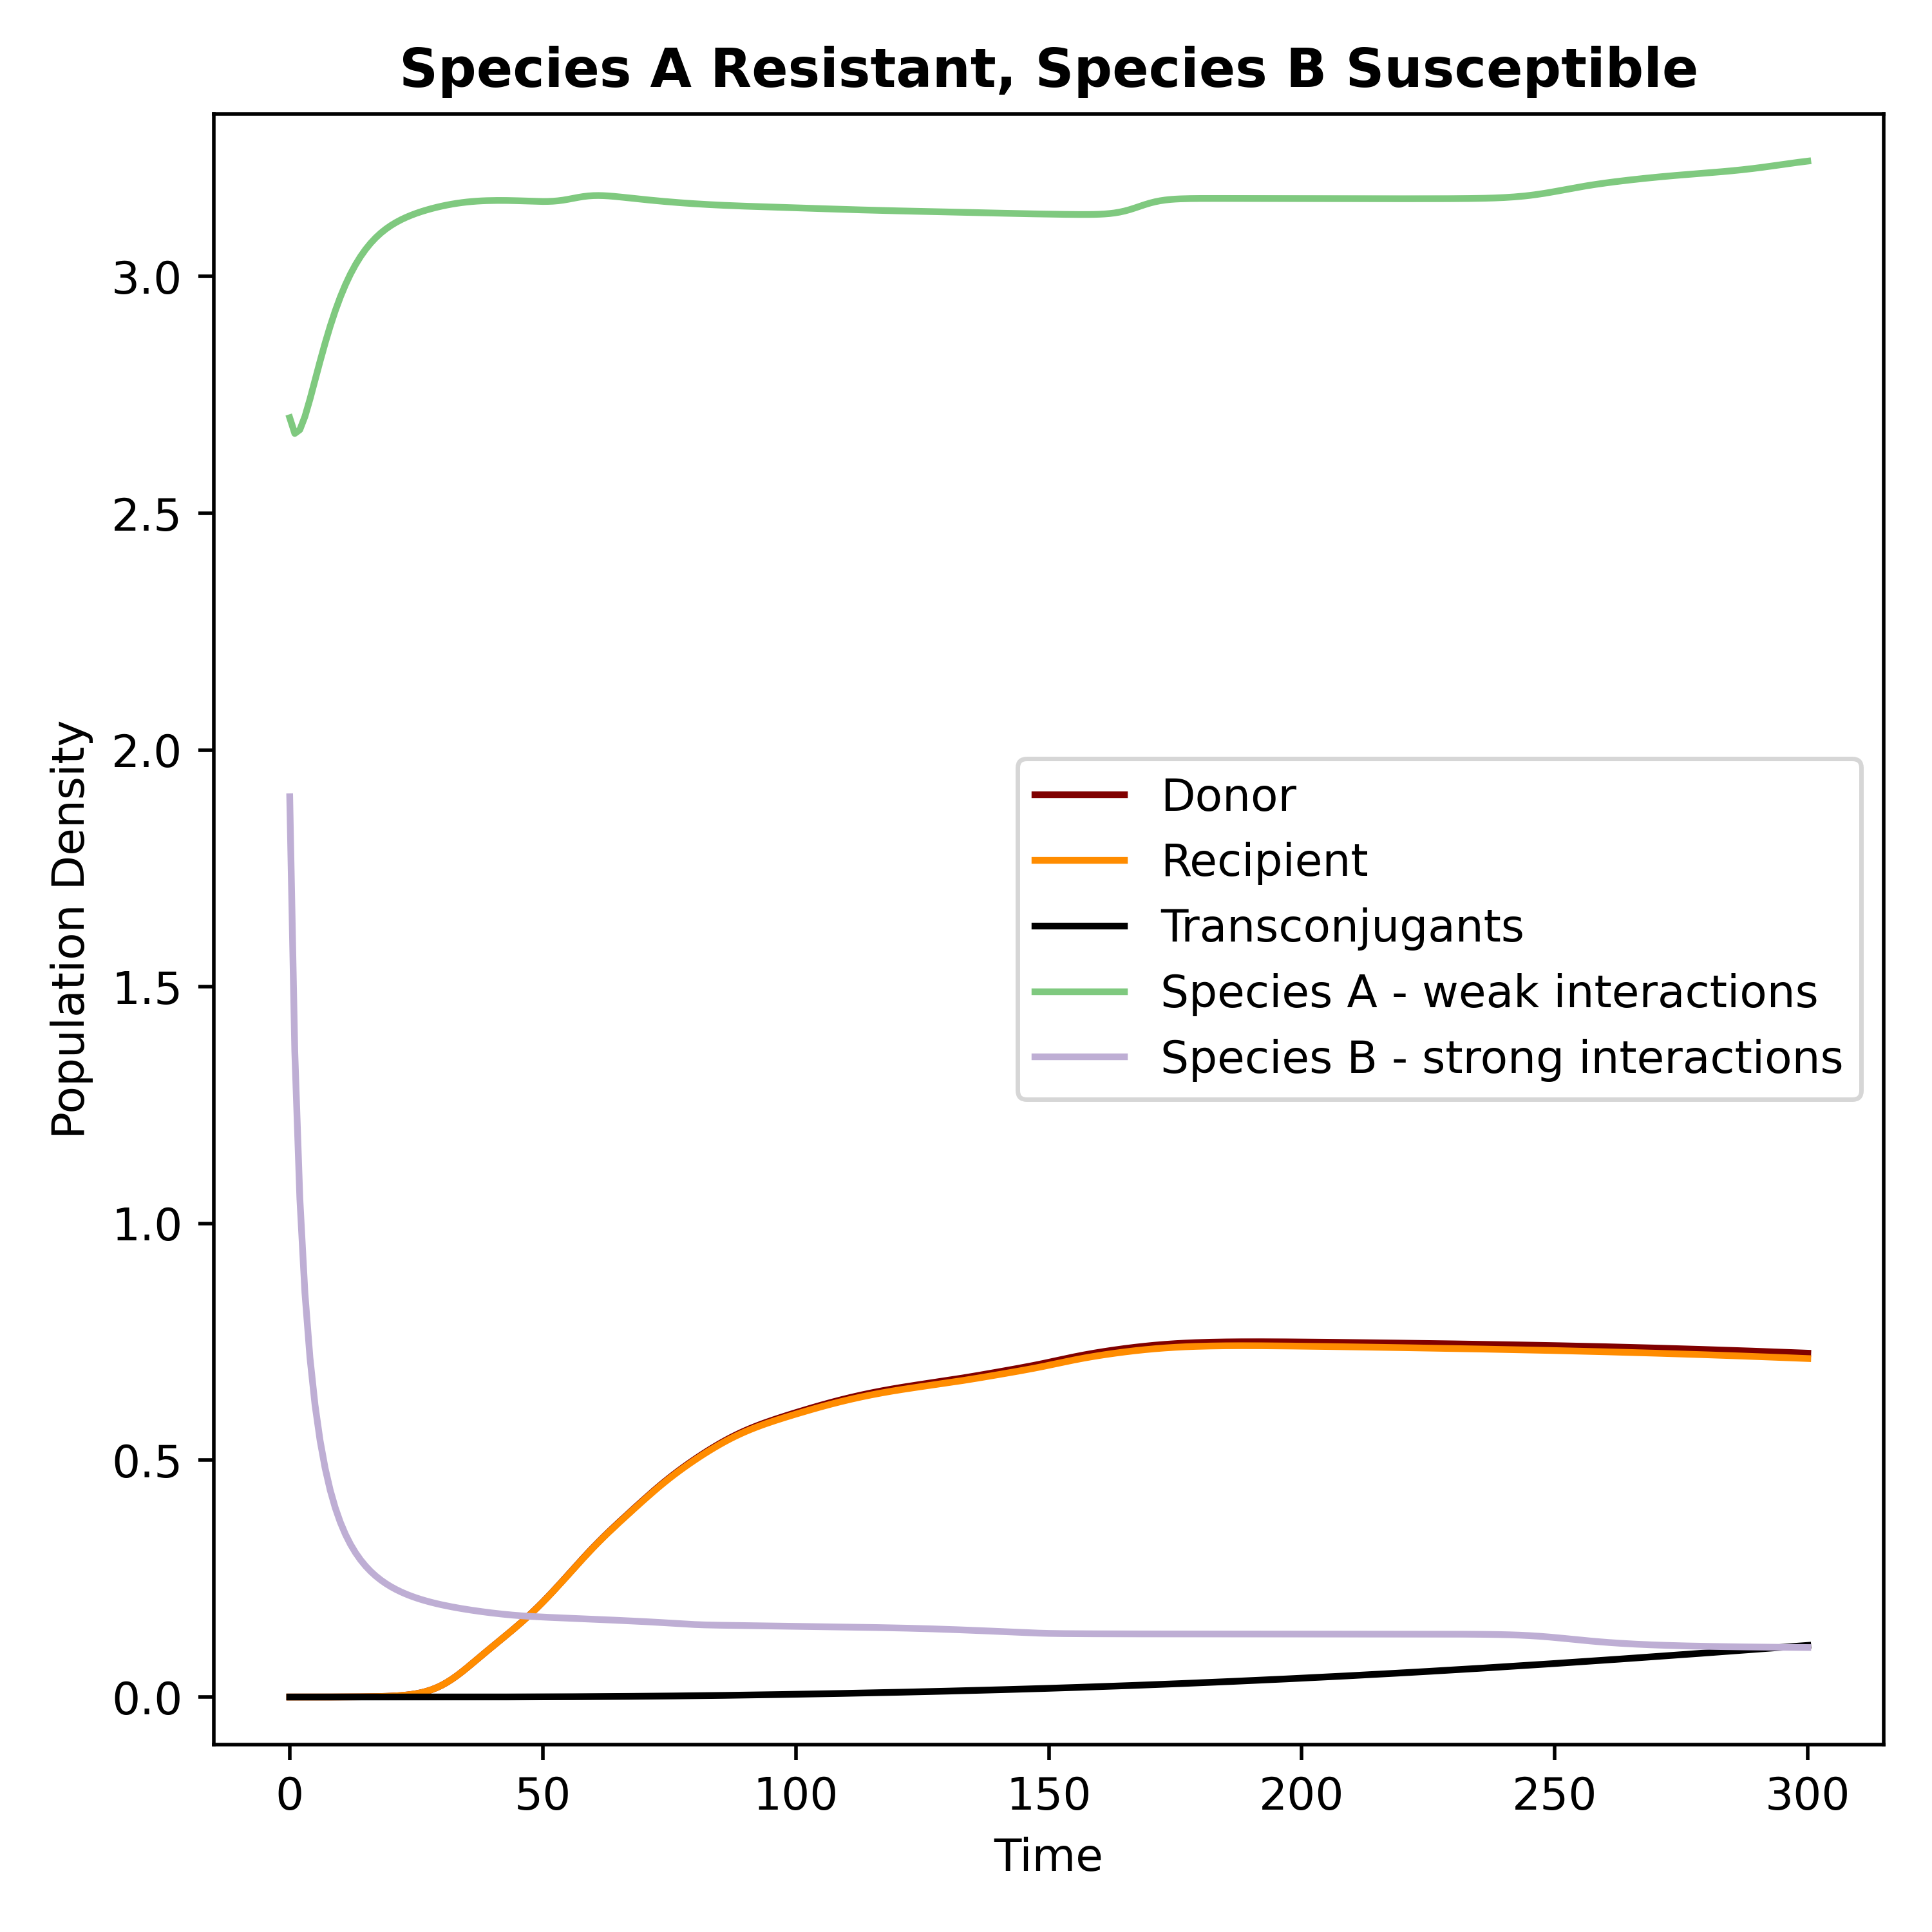 Species A Resistant, Species B Susceptible
Population Density
3.0
2.5
2.0
1.5
1.0
0.5
0.0
Donor
Recipient
Transconjugants
Species A - weak interactions
Species B - strong interactions
0 50 100 150 200 250 300
Time